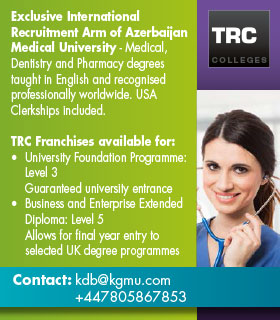 Exclusive International
Recruitment Arm of Azerbaijan
Medical University - Medical,
Dentistry and Pharmacy degrees
taught in English and recognised
professionally worldwide. USA
Clerkships included.
TRC Franchises available for:
• University Foundation Programme:
Level 3
Guaranteed university entrance
• Business and Enterprise Extended
Diploma: Level 5
Allows for final year entry to
selected UK degree programmes
Contact: kdb@kgmu.com
+447805867853
TRC
COLLEGES